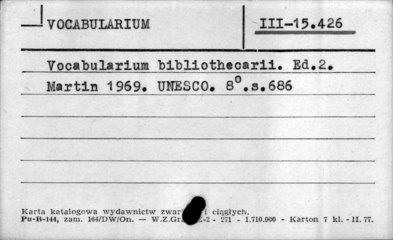 VOCABULARIUM
III-15.426
Vocabularium bibliothecarii. Ed.2.
Martin 1969. UNESCO. 8°.s.686
Karta katalogowa wydawnictw i ciągłych.
Pu-B-144, zam. 164/DW/On. — W.Z.Gr. - 271 - 1.710.000 - Karton 7 kl. - II. 77.